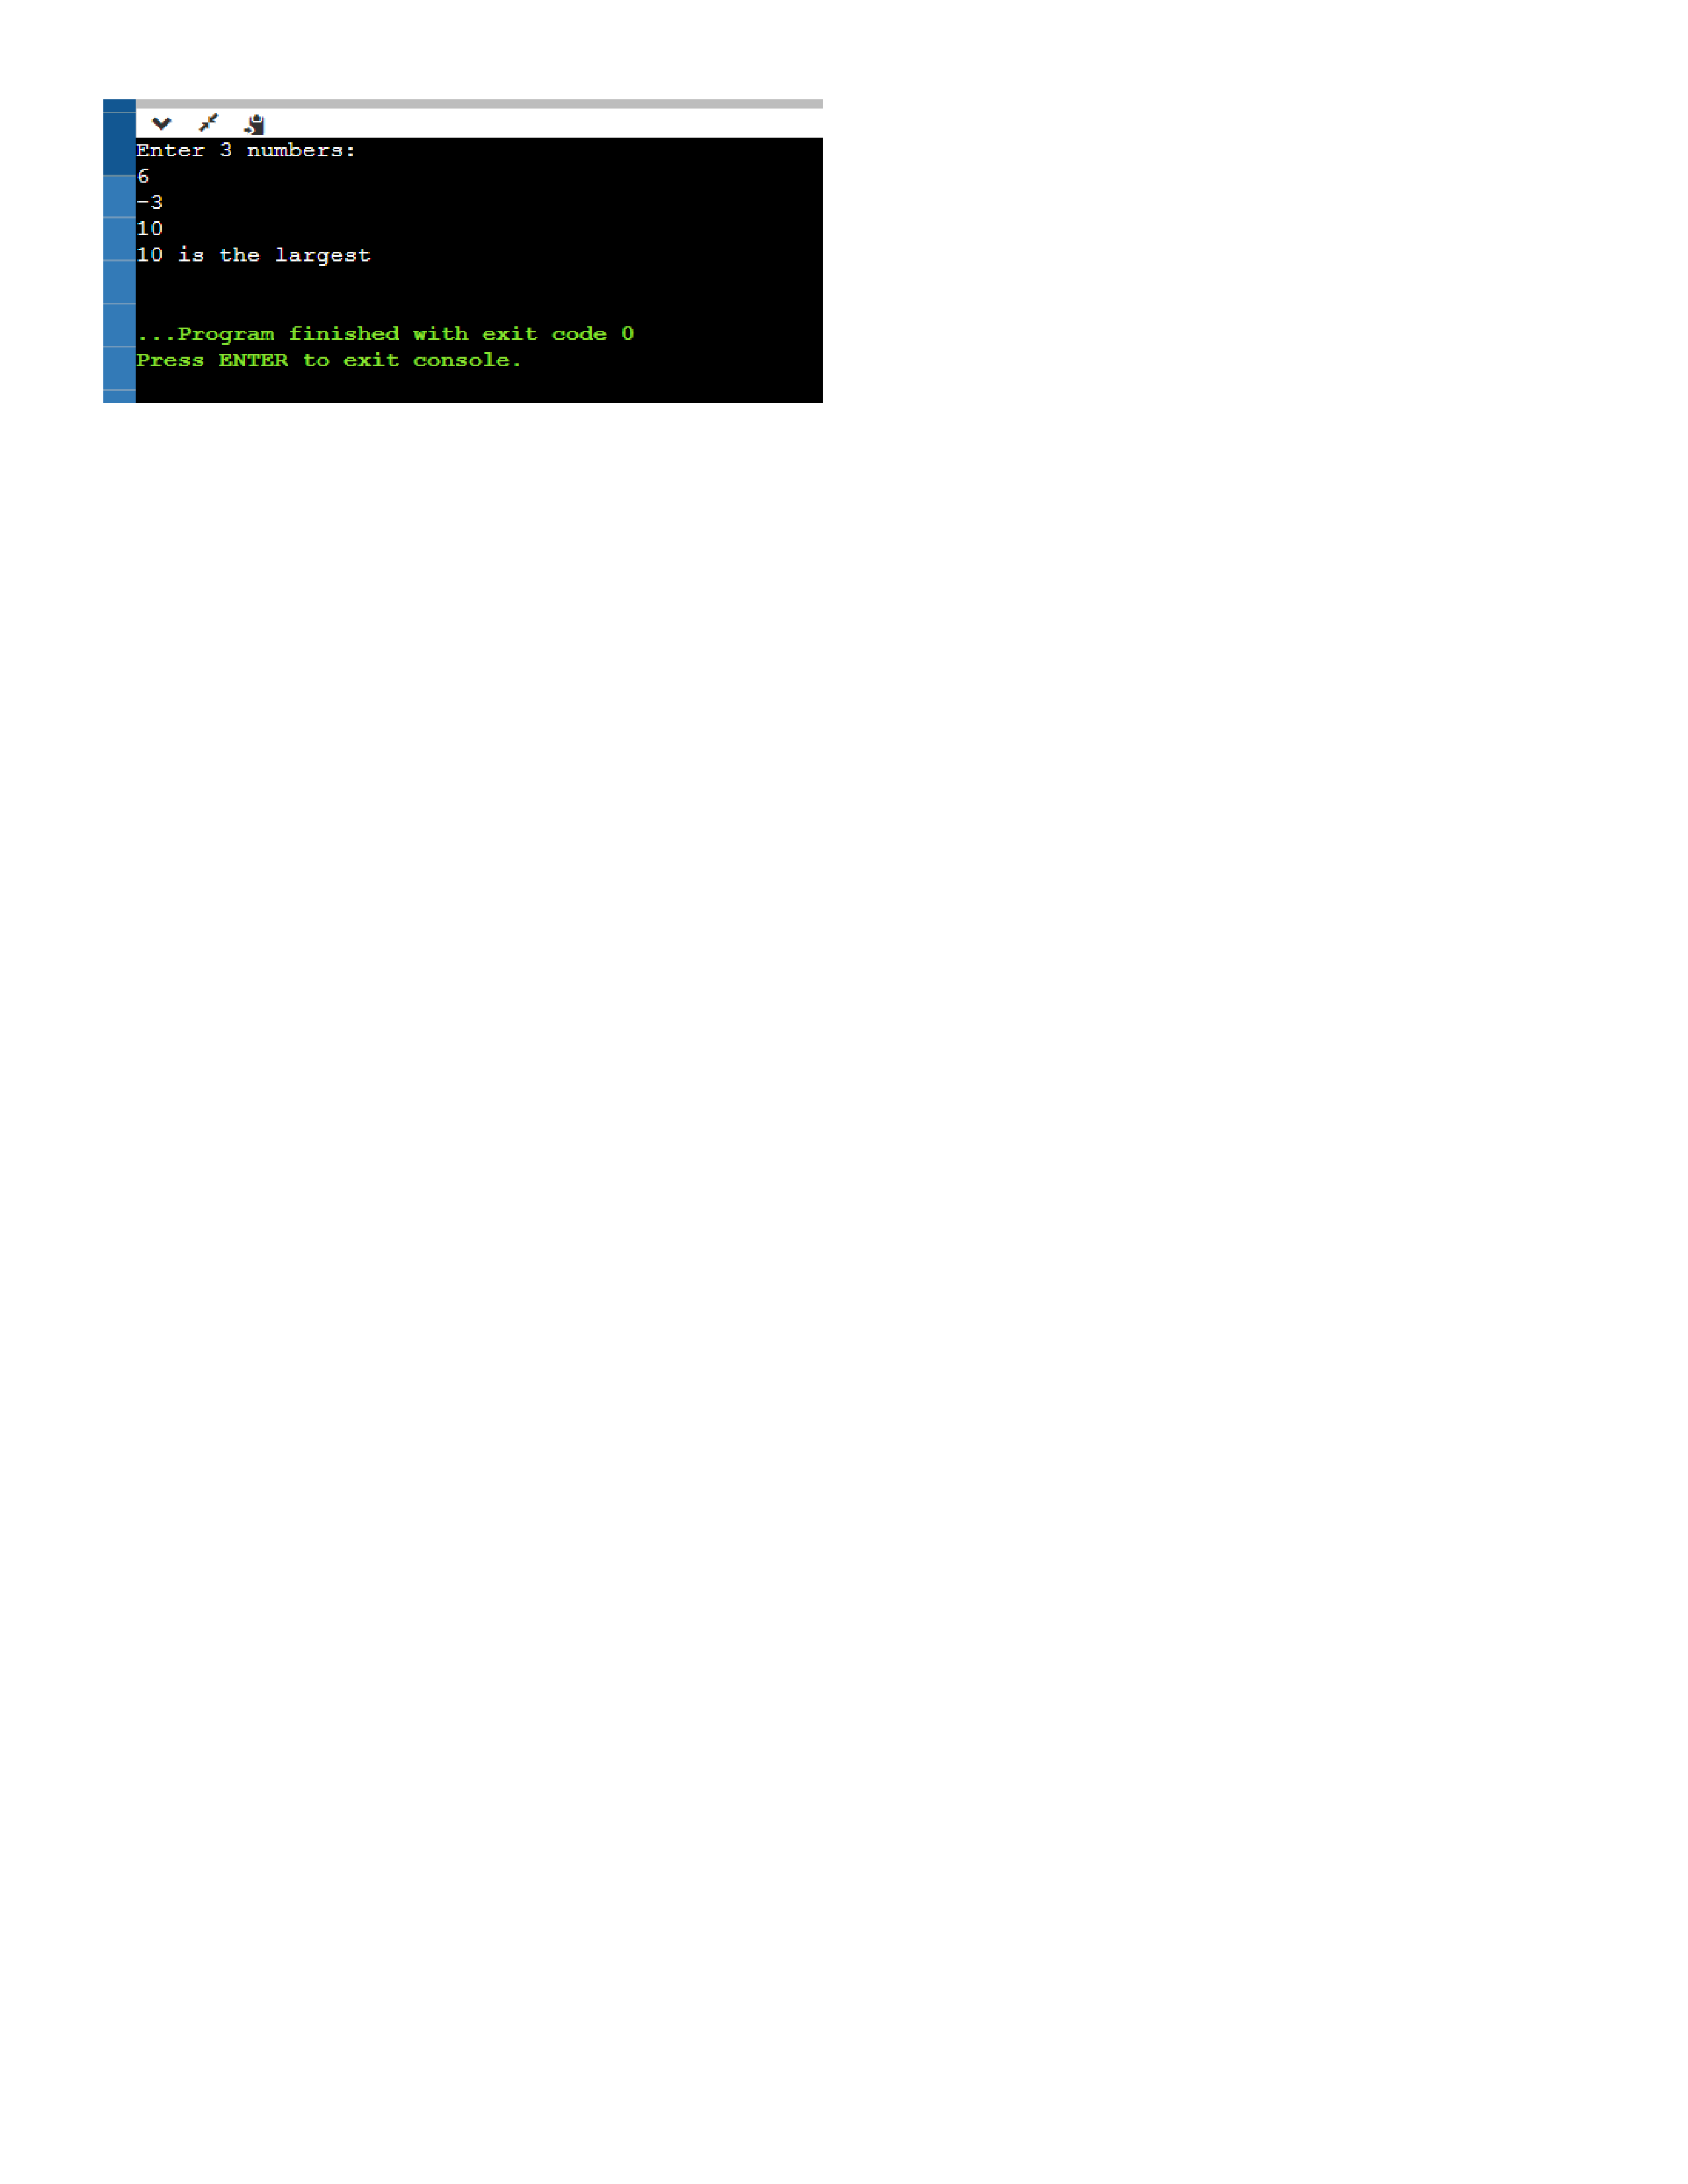 Enter 3 numbers:
6
-3
10
10 is the largest
...Program finished with exit code 0
Press ENTER to exit console.